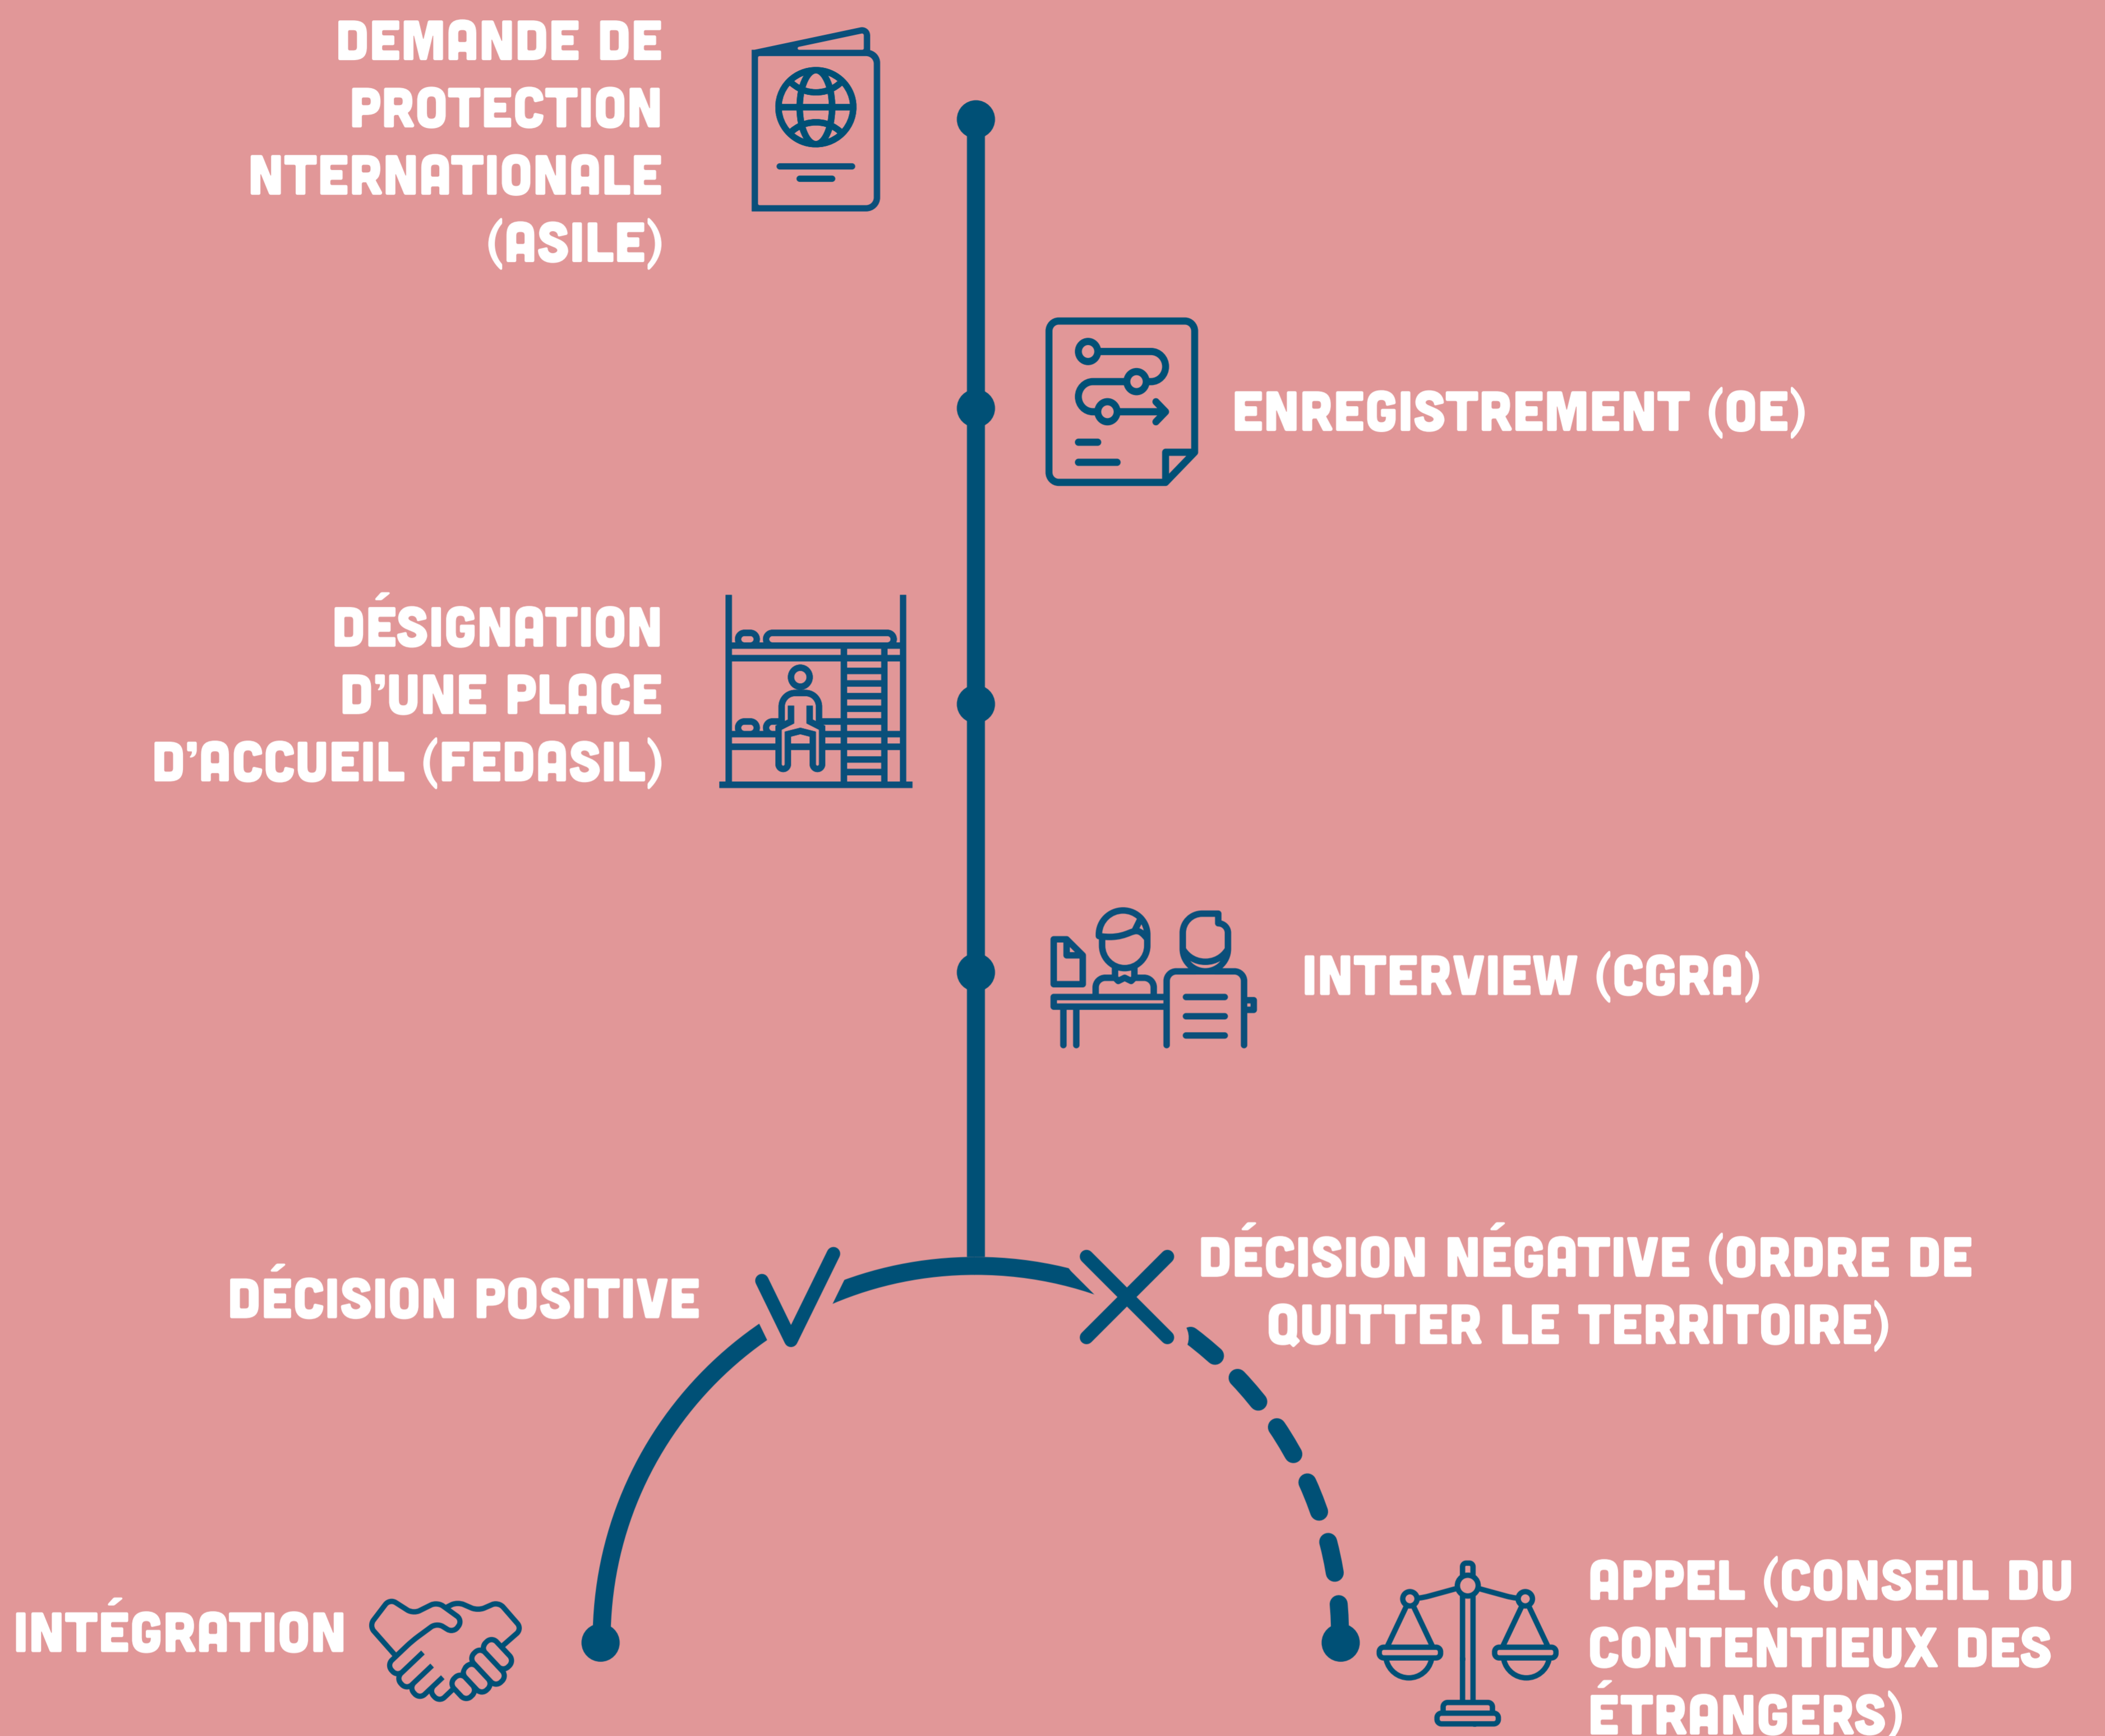 DEMANDE DE
PROTECTION
NTERNATIONALE
(ASILE)
ENREGISTREMENT (OE)
DÉSIGNATION
D'UNE PLACE
D'ACCUEIL (FEDASIL)
INTERVIEW (CGRA)
DÉCISION POSITIVE
DÉCISION NÉGATIVE (ORDRE DE
QUITTER LE TERRITOIRE)
INTÉGRATION
APPEL (CONSEIL DU
CONTENTIEUX DES
ÉTRANGERS)